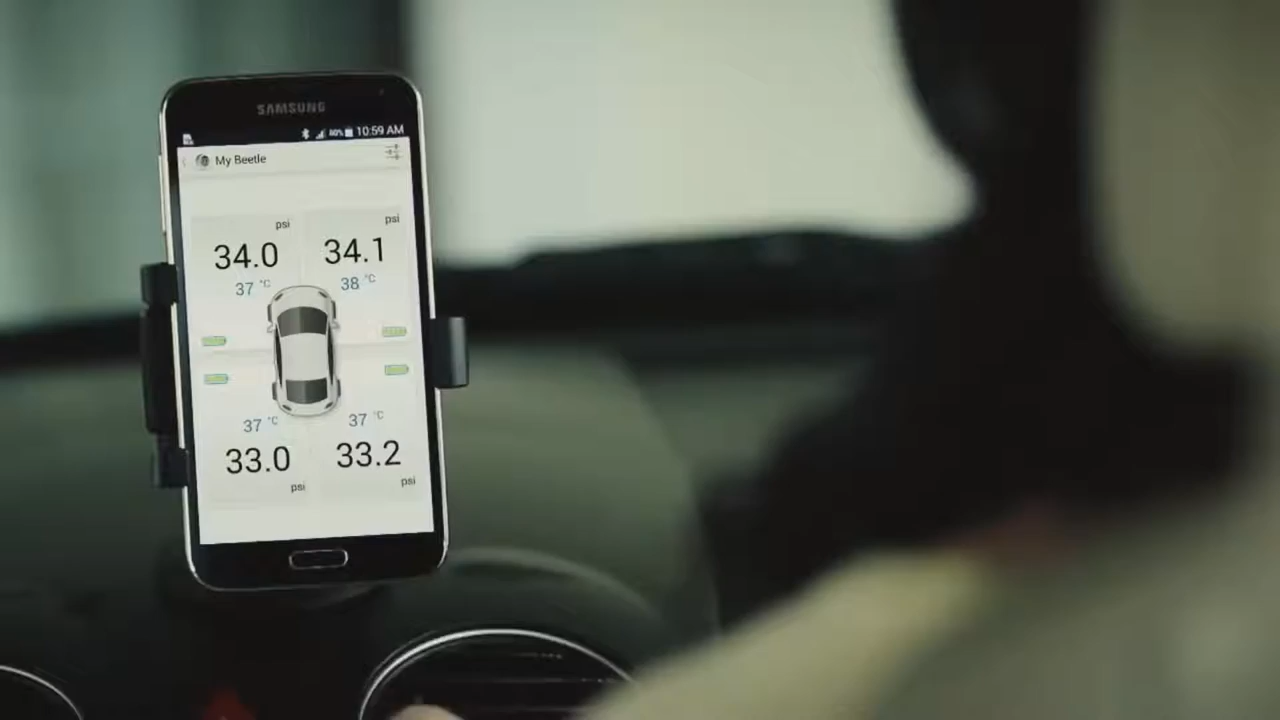 SAMSUNG
80% 10:59 AM
My Beetle
psi psi
34.0 34.1
37 °C 38 °C
37 °C 37 °C
33.0 33.2
psi psi